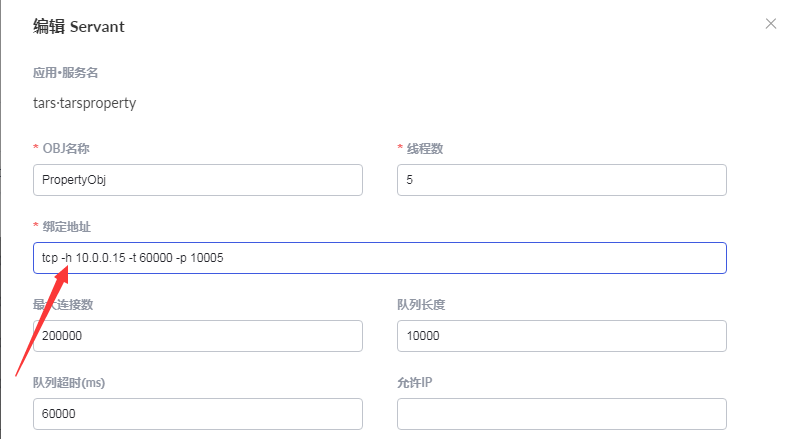 编辑 Servant
应用·服务名
tars·tarsproperty
* OBJ名称
* 线程数
PropertyObj
5
* 绑定地址
tcp -h 10.0.0.15 -t 60000 -p 10005
最大连接数
队列长度
200000
10000
队列超时(ms)
允许IP
60000